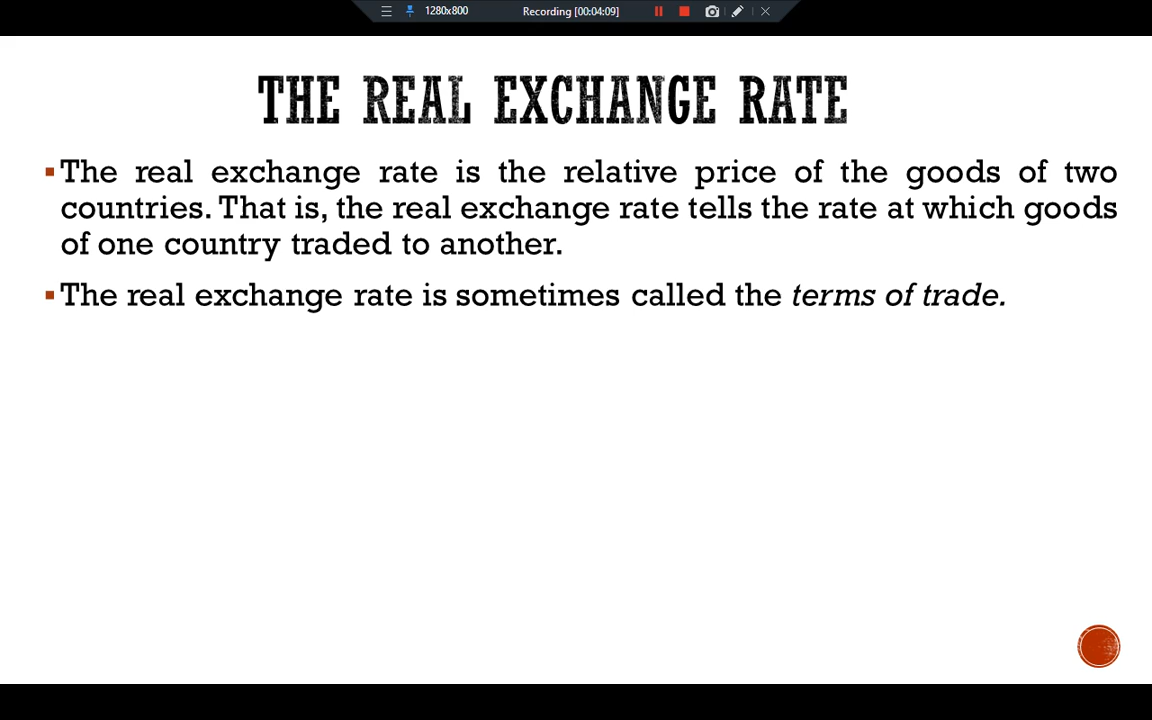 1280x800 Recording [00:04:09]
THE REAL EXCHANGE RATE
▪The real exchange rate is the relative price of the goods of two
countries. That is, the real exchange rate tells the rate at which goods
of one country traded to another.
▪The real exchange rate is sometimes called the terms of trade.